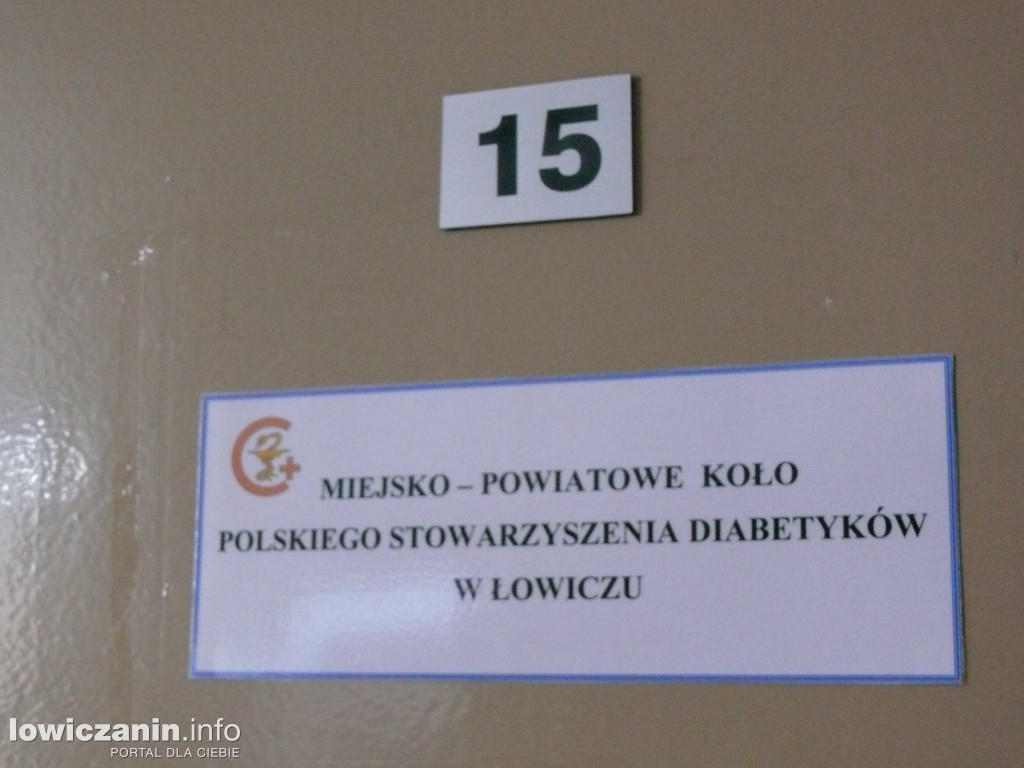 15
MIEJSKO – POWIATOWE KOŁO
POLSKIEGO STOWARZYSZENIA DIABETYKÓW
W ŁOWICZU
lowiczanin.info
PORTAL DLA CIEBIE